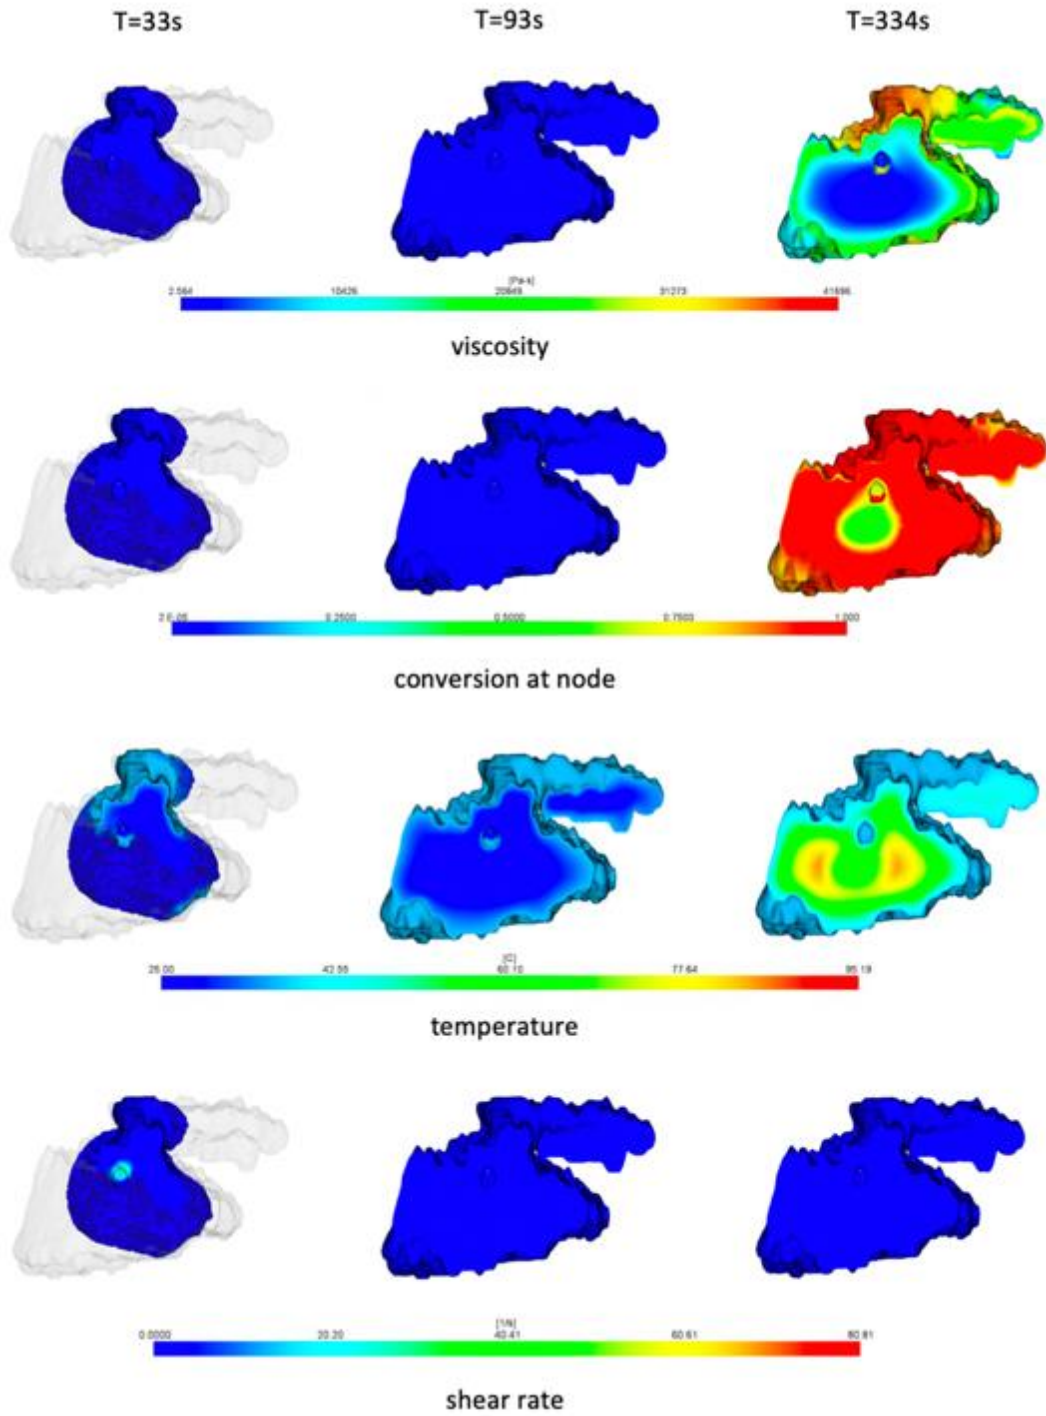 T=33s T=93s T=334s
[Pa-s]
2.564 10426 20849 31273 41696
viscosity
0.2500 0.5000 0.7500 1.000
conversion at node
[C]
26.00 42.55 60.10 77.64 95.19
temperature
[1/s]
0.0000 20.20 40.41 60.61 80.81
shear rate